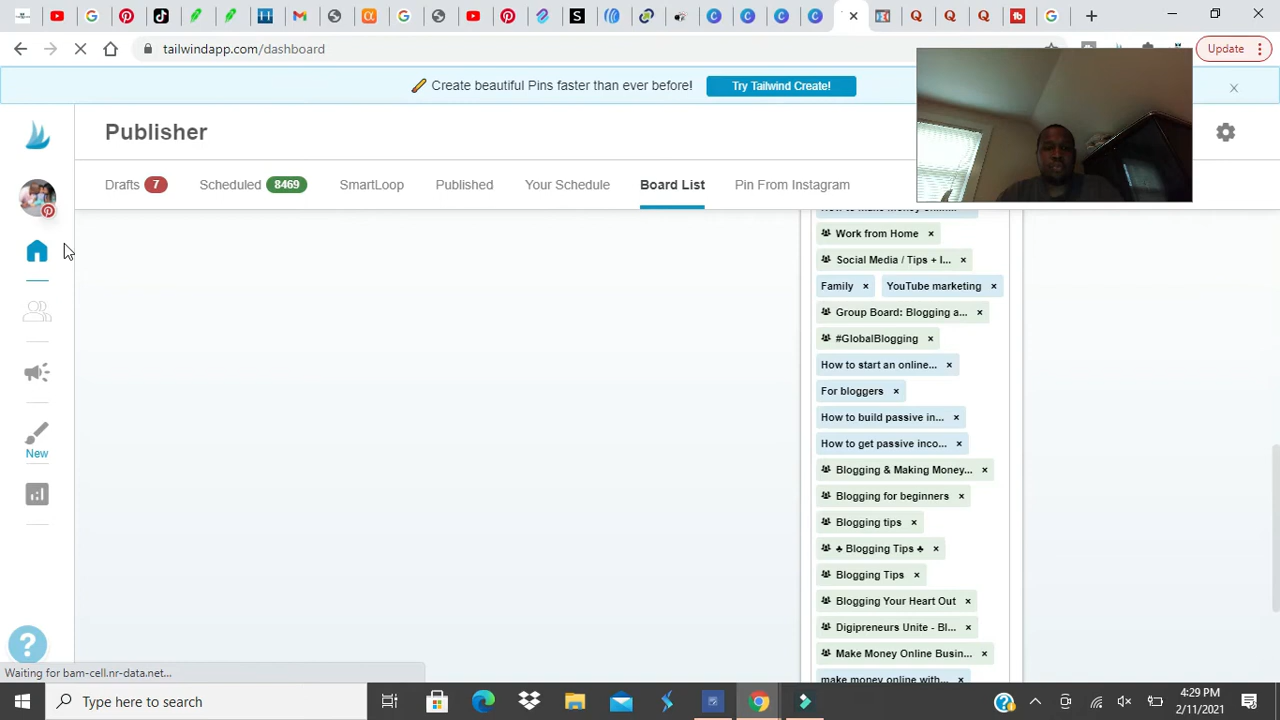 tailwindapp.com/dashboard
Update
Create beautiful Pins faster than ever before!
Try Tailwind Create!
Publisher
Drafts 7
Scheduled 8469
SmartLoop
Published
Your Schedule
Board List
Pin From Instagram
Work from Home ×
Social Media / Tips + I... ×
Family × YouTube marketing ×
Group Board: Blogging a... ×
#GlobalBlogging ×
How to start an online... ×
For bloggers ×
How to build passive in... ×
How to get passive inco... ×
Blogging & Making Money... ×
Blogging for beginners ×
Blogging tips ×
♣ Blogging Tips ♣ ×
Blogging Tips ×
Blogging Your Heart Out ×
Digipreneurs Unite - Bl... ×
Make Money Online Busin... ×
make money online with... ×
New
Waiting for bam-cell.nr-data.net...
Type here to search
4:29 PM
2/11/2021